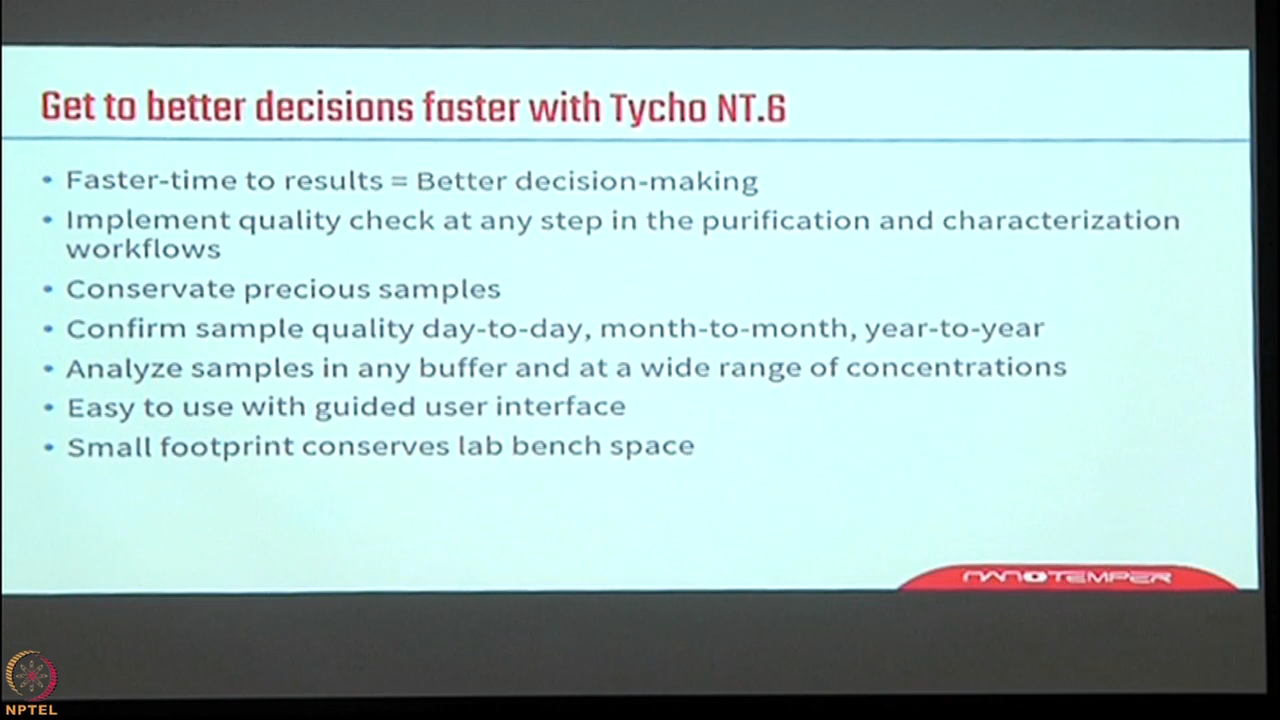 Get to better decisions faster with Tycho NT.6
• Faster-time to results = Better decision-making
• Implement quality check at any step in the purification and characterization
workflows
• Conservate precious samples
• Confirm sample quality day-to-day, month-to-month, year-to-year
• Analyze samples in any buffer and at a wide range of concentrations
• Easy to use with guided user interface
• Small footprint conserves lab bench space
NANOTEMPER
NPTEL